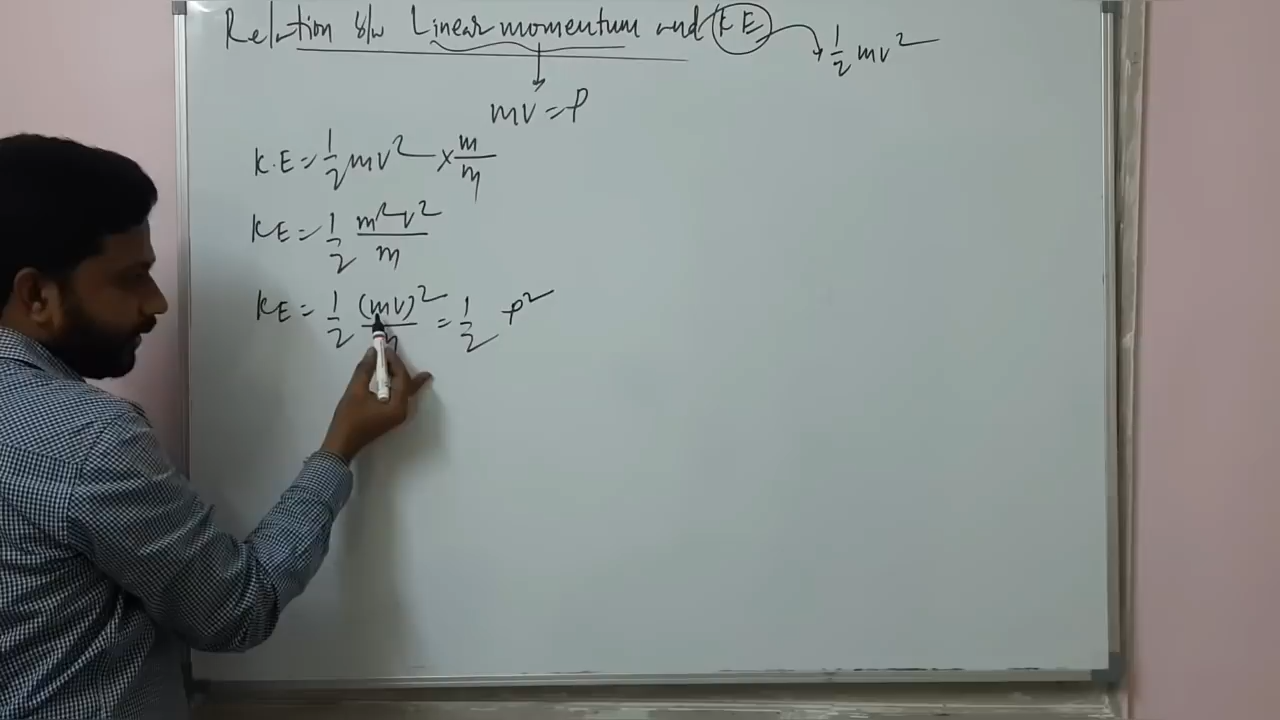 Relation b/w Linear momentum and KE → 1/2 mv²
mv = P
K.E = 1/2 mv² × m/m
KE = 1/2 m²v²/m
KE = 1/2 (mv)²/m = 1/2 P²